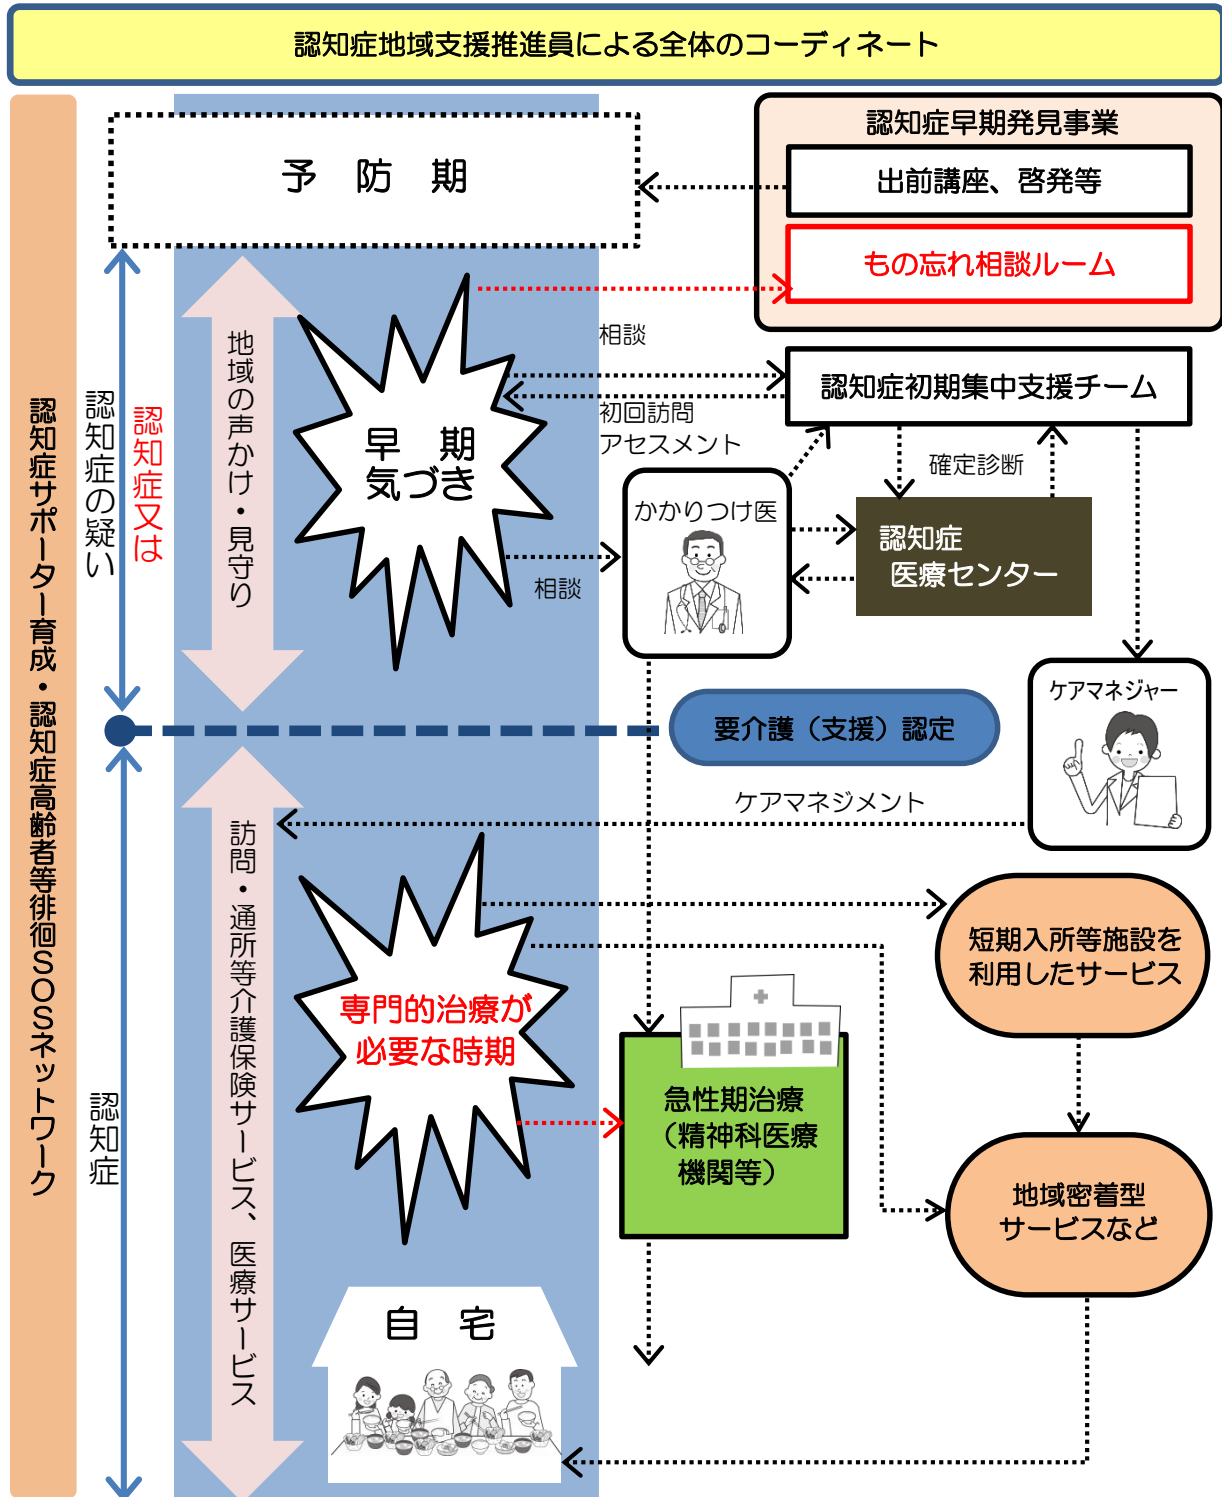 認知症地域支援推進員による全体のコーディネート
認知症サポーター育成・認知症高齢者等徘徊SOSネットワーク
予 防 期
認知症早期発見事業
出前講座、啓発等
もの忘れ相談ルーム
認知症又は
認知症の疑い
地域の声かけ・見守り
早 期
気づき
相談
初回訪問
アセスメント
認知症初期集中支援チーム
確定診断
かかりつけ医
相談
認知症
医療センター
ケアマネジャー
要介護（支援）認定
ケアマネジメント
認知症
訪問・通所等介護保険サービス、医療サービス
専門的治療が
必要な時期
短期入所等施設を
利用したサービス
急性期治療
（精神科医療
機関等）
地域密着型
サービスなど
自 宅